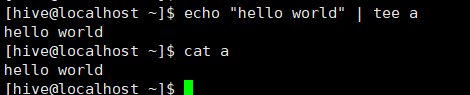 [hive@localhost ~]$ echo "hello world" | tee a
hello world
[hive@localhost ~]$ cat a
hello world
[hive@localhost ~]$